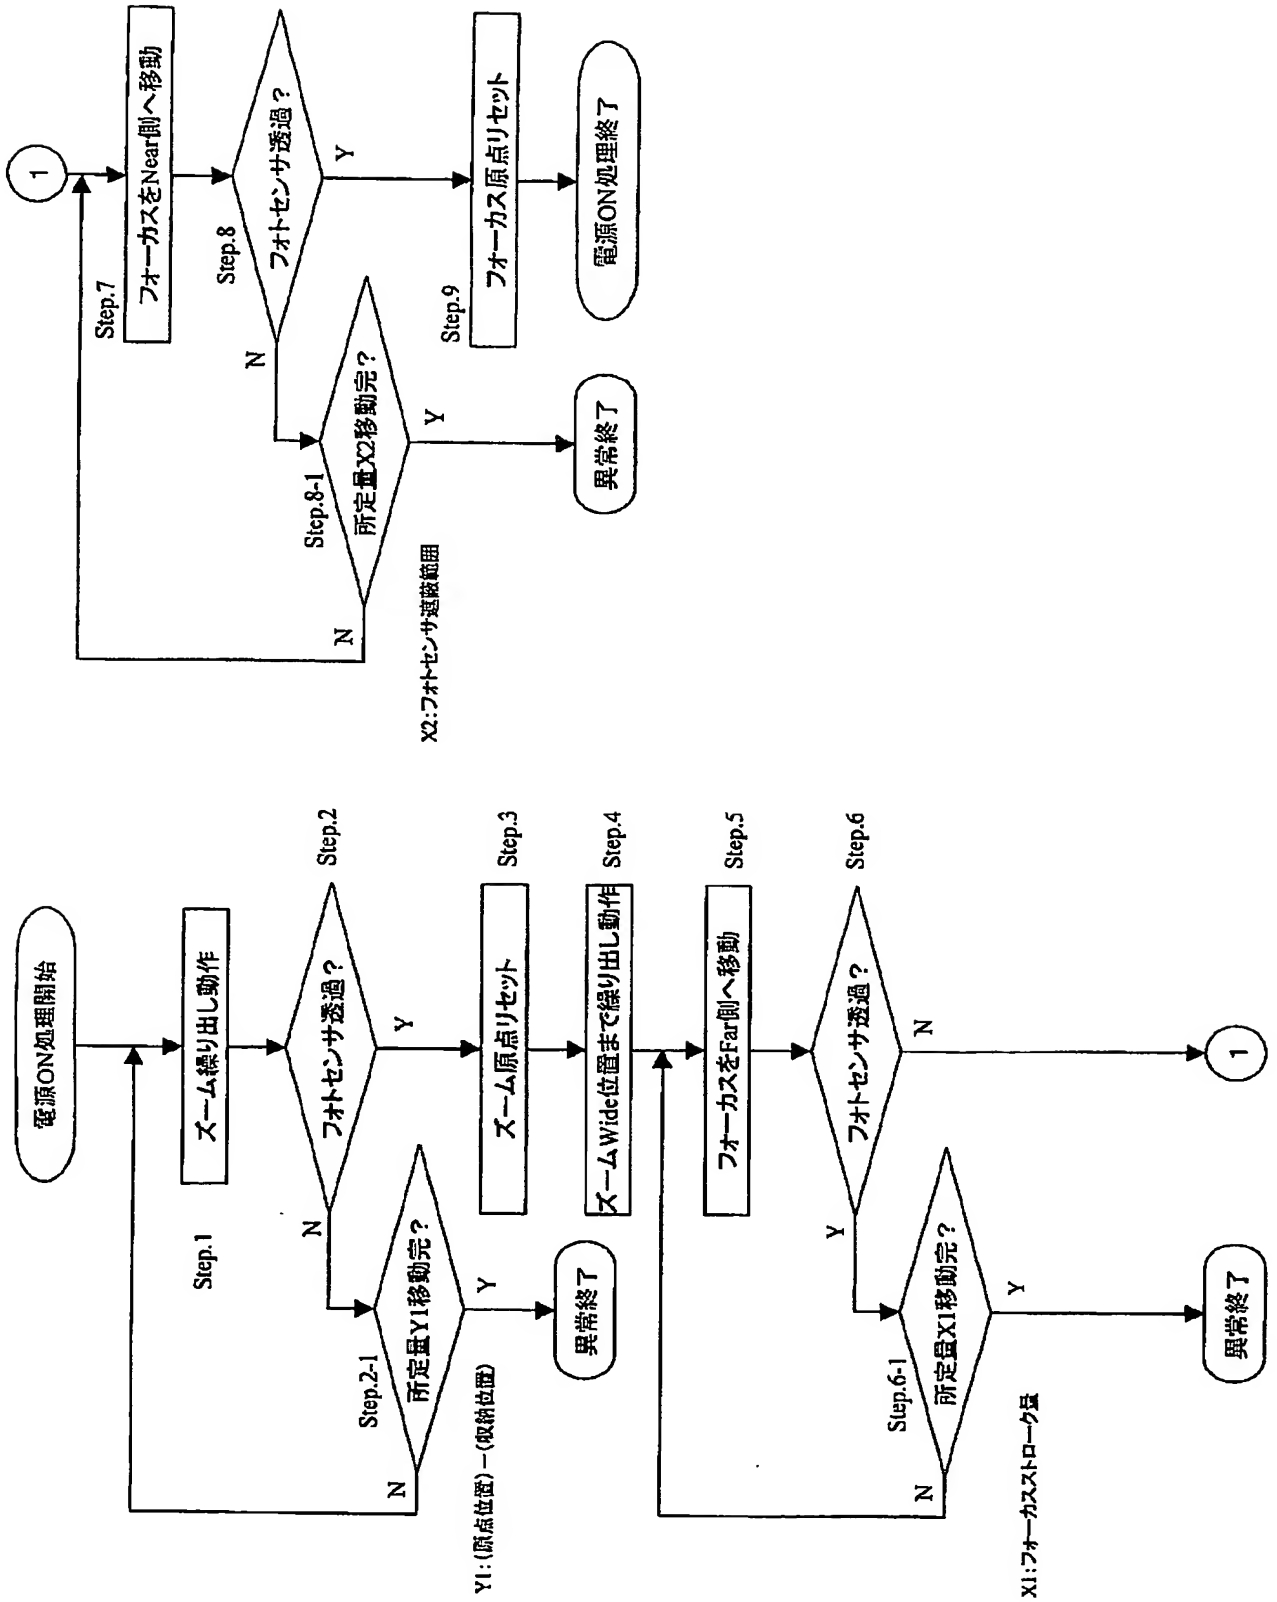 電源ON処理開始
Step.1
ズーム繰り出し動作
Step.2
フォトセンサ透過?
N
Y
Step.2-1
所定量Y1移動完?
N
Y
異常終了
Y1:(原点位置)-(収納位置)
Step.3
ズーム原点リセット
Step.4
ズームWide位置まで繰り出し動作
Step.5
フォーカスをFar側へ移動
Step.6
フォトセンサ透過?
Y
N
Step.6-1
所定量X1移動完?
N
Y
異常終了
X1:フォーカスストローク量
1
1
Step.7
フォーカスをNear側へ移動
Step.8
フォトセンサ透過?
N
Y
Step.8-1
所定量X2移動完?
N
Y
異常終了
X2:フォトセンサ遮蔽範囲
Step.9
フォーカス原点リセット
電源ON処理終了